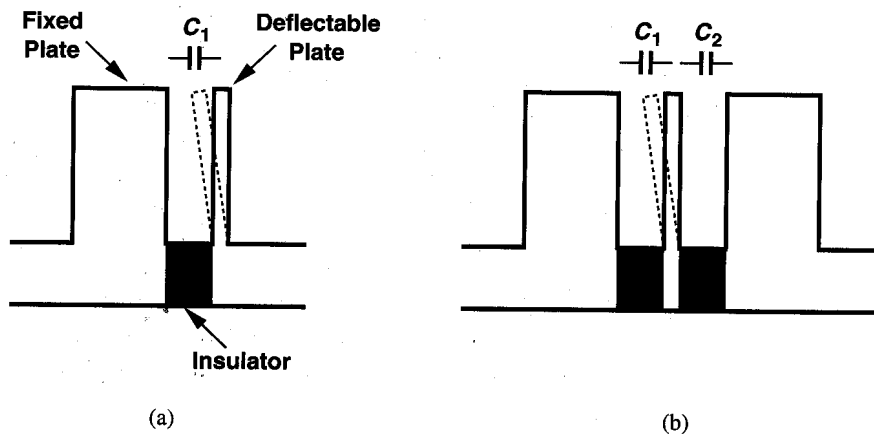 Fixed
Plate
C1
Deflectable
Plate
Insulator
(a)
C1
C2
(b)